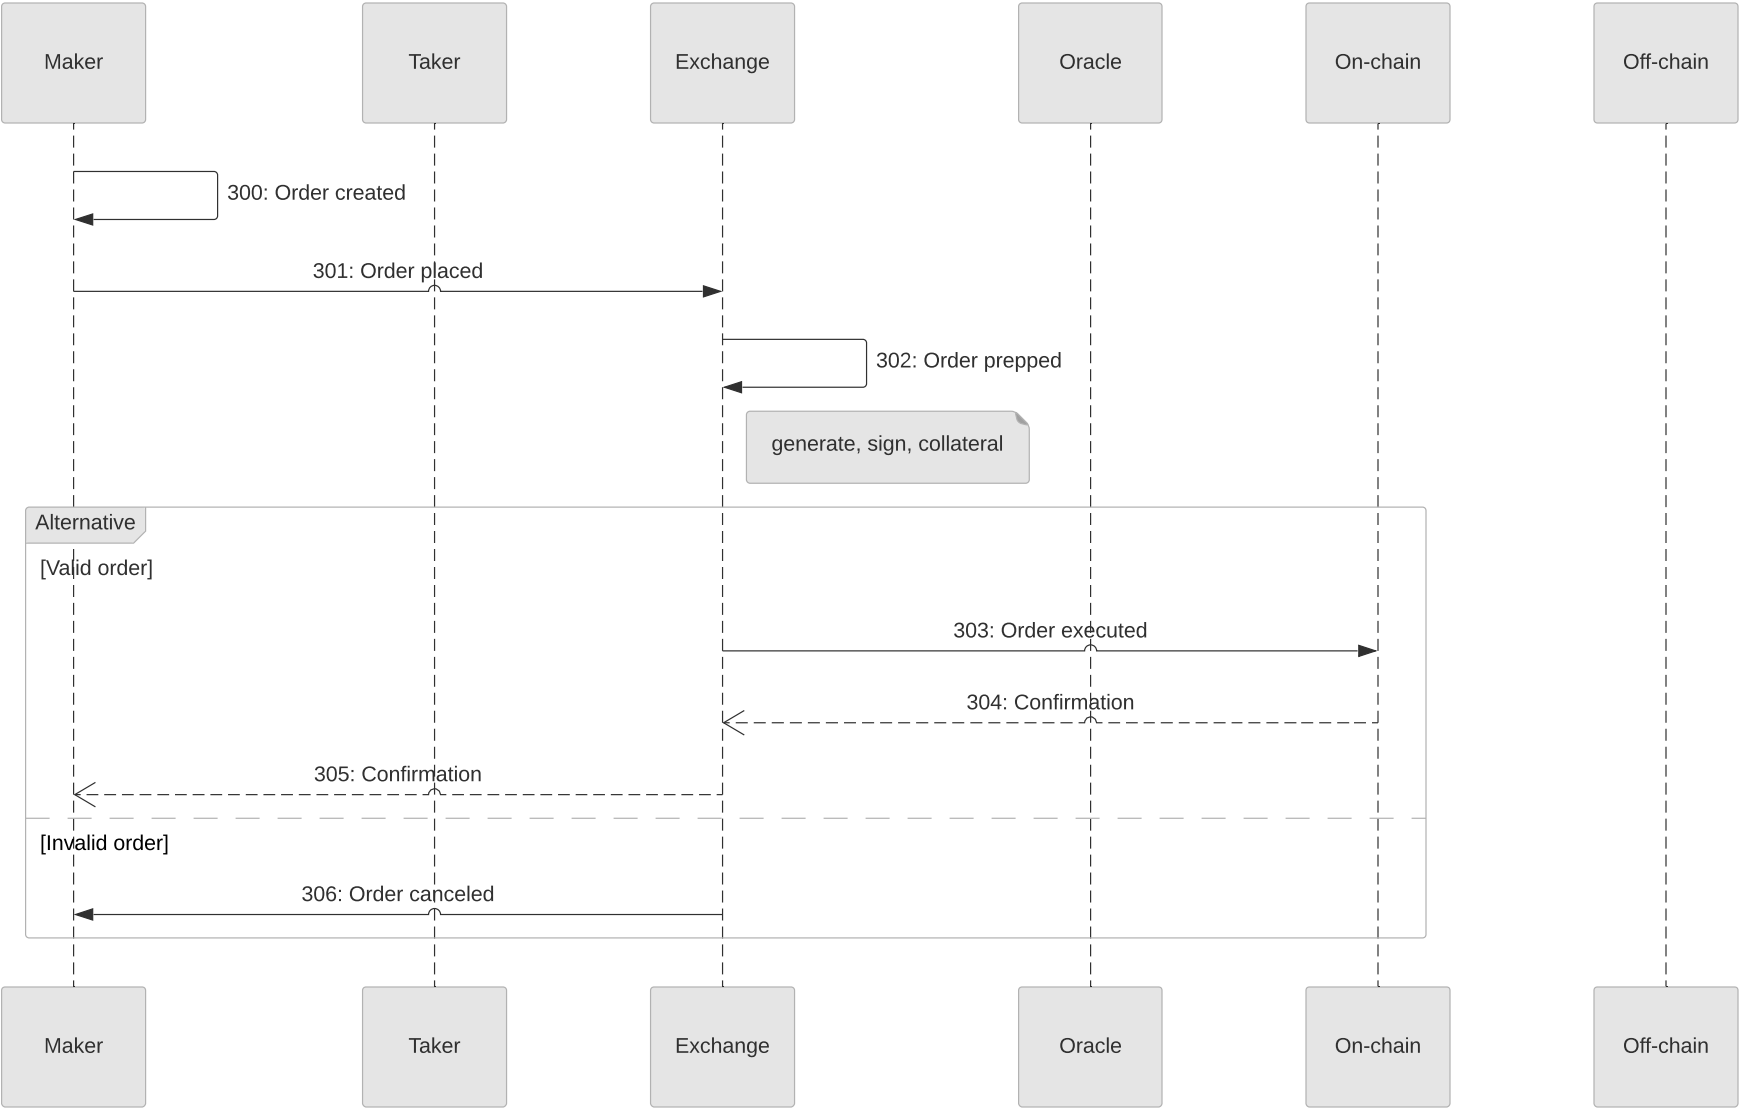 Maker
Taker
Exchange
Oracle
On-chain
Off-chain
300: Order created
301: Order placed
302: Order prepped
generate, sign, collateral
Alternative
[Valid order]
303: Order executed
304: Confirmation
305: Confirmation
[Invalid order]
306: Order canceled
Maker
Taker
Exchange
Oracle
On-chain
Off-chain